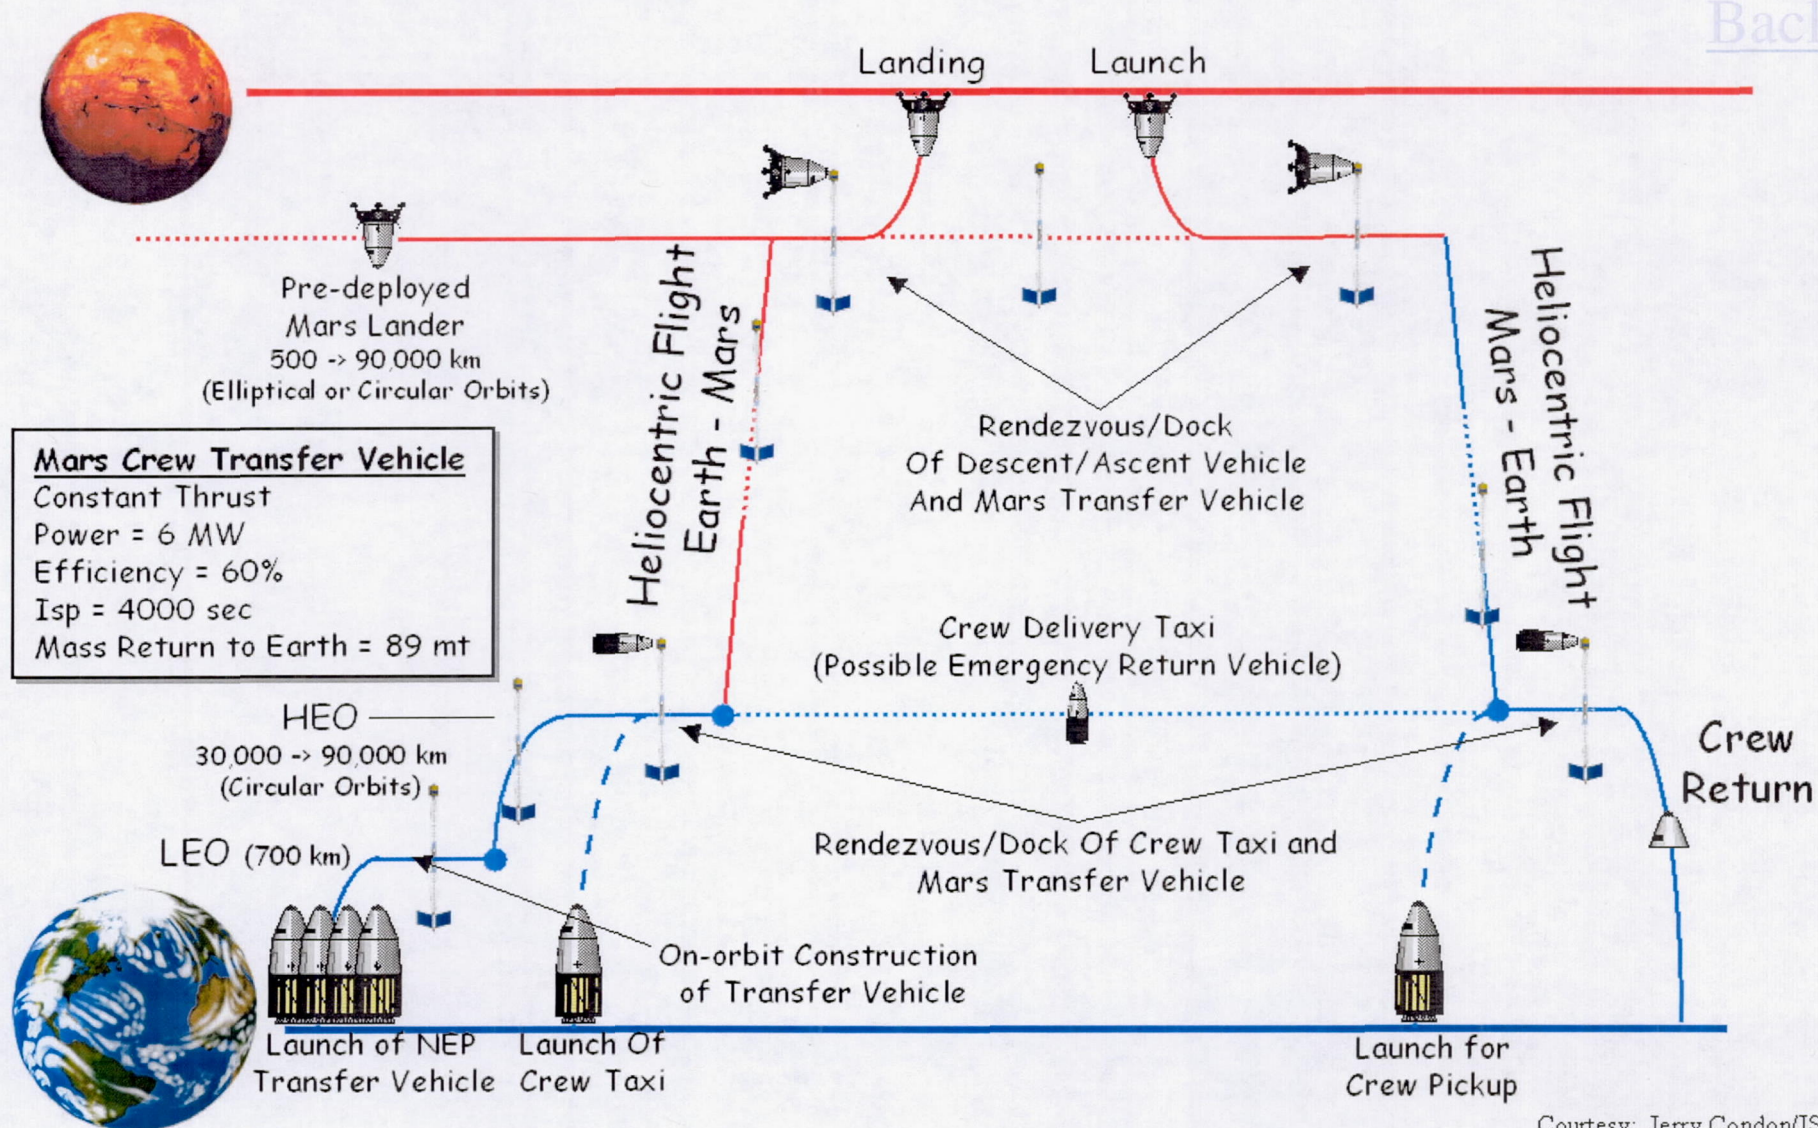 Landing
Launch
Pre-deployed
Mars Lander
500 -> 90,000 km
(Elliptical or Circular Orbits)
Heliocentric Flight
Earth - Mars
Heliocentric Flight
Mars - Earth
Rendezvous/Dock
Of Descent/Ascent Vehicle
And Mars Transfer Vehicle
Mars Crew Transfer Vehicle
Constant Thrust
Power = 6 MW
Efficiency = 60%
Isp = 4000 sec
Mass Return to Earth = 89 mt
Crew Delivery Taxi
(Possible Emergency Return Vehicle)
HEO
30,000 -> 90,000 km
(Circular Orbits)
Crew
Return
LEO (700 km)
Rendezvous/Dock Of Crew Taxi and
Mars Transfer Vehicle
On-orbit Construction
of Transfer Vehicle
Launch of NEP
Transfer Vehicle
Launch Of
Crew Taxi
Launch for
Crew Pickup
Courtesy: Jerry Condon/